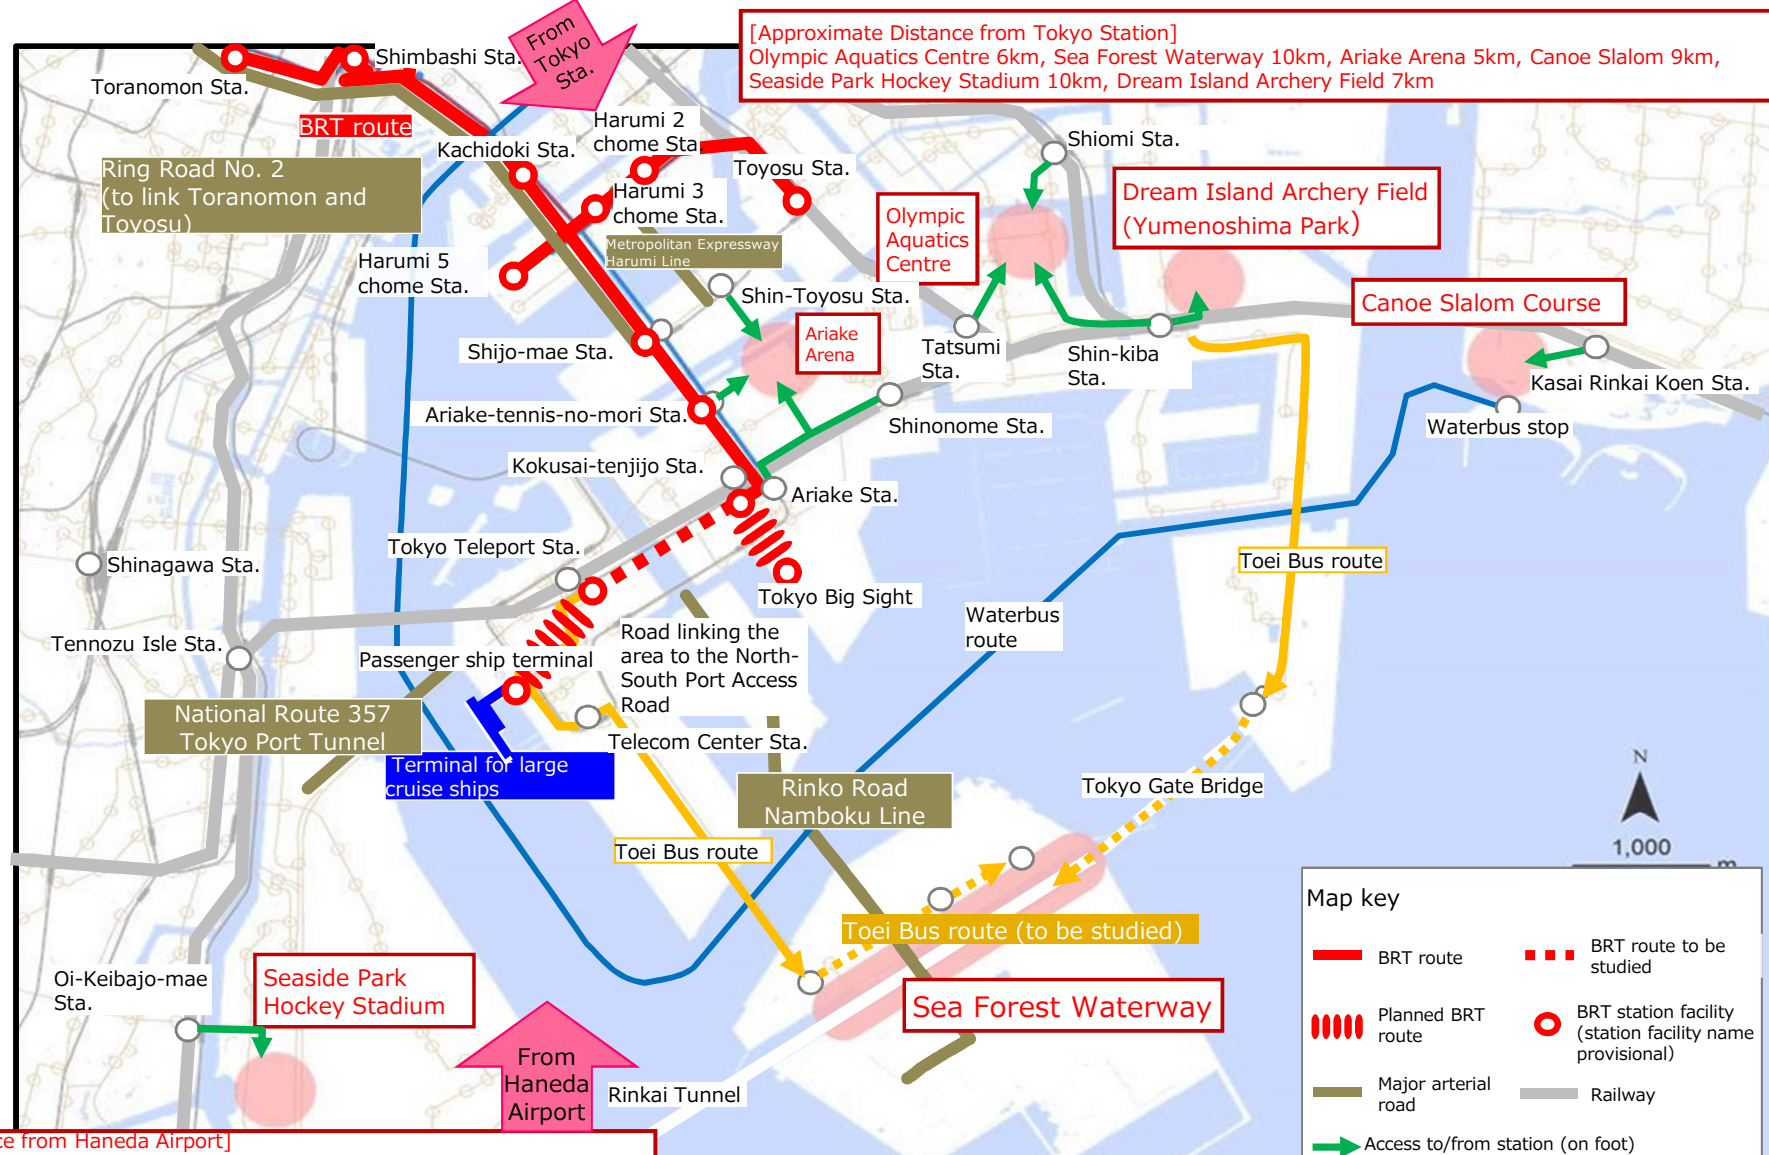 [Approximate Distance from Tokyo Station]
Olympic Aquatics Centre 6km, Sea Forest Waterway 10km, Ariake Arena 5km, Canoe Slalom 9km,
Seaside Park Hockey Stadium 10km, Dream Island Archery Field 7km
From
Tokyo
Sta.
Shimbashi Sta.
Toranomon Sta.
BRT route
Harumi 2
chome Sta.
Kachidoki Sta.
Shiomi Sta.
Ring Road No. 2
(to link Toranomon and
Toyosu)
Toyosu Sta.
Harumi 3
chome Sta.
Dream Island Archery Field
(Yumenoshima Park)
Olympic
Aquatics
Centre
Metropolitan Expressway
Harumi Line
Harumi 5
chome Sta.
Shin-Toyosu Sta.
Canoe Slalom Course
Ariake
Arena
Shijo-mae Sta.
Tatsumi
Sta.
Shin-kiba
Sta.
Kasai Rinkai Koen Sta.
Ariake-tennis-no-mori Sta.
Shinonome Sta.
Waterbus stop
Kokusai-tenjijo Sta.
Ariake Sta.
Tokyo Teleport Sta.
Shinagawa Sta.
Toei Bus route
Tokyo Big Sight
Waterbus
route
Tennozu Isle Sta.
Passenger ship terminal
Road linking the
area to the North-
South Port Access
Road
National Route 357
Tokyo Port Tunnel
Telecom Center Sta.
Terminal for large
cruise ships
Rinko Road
Namboku Line
Tokyo Gate Bridge
N
1,000
m
Toei Bus route
Toei Bus route (to be studied)
Map key
BRT route
BRT route to be
studied
Planned BRT
route
BRT station facility
(station facility name
provisional)
Major arterial
road
Railway
Access to/from station (on foot)
Oi-Keibajo-mae
Sta.
Seaside Park
Hockey Stadium
Sea Forest Waterway
From
Haneda
Airport
Rinkai Tunnel
ce from Haneda Airport]